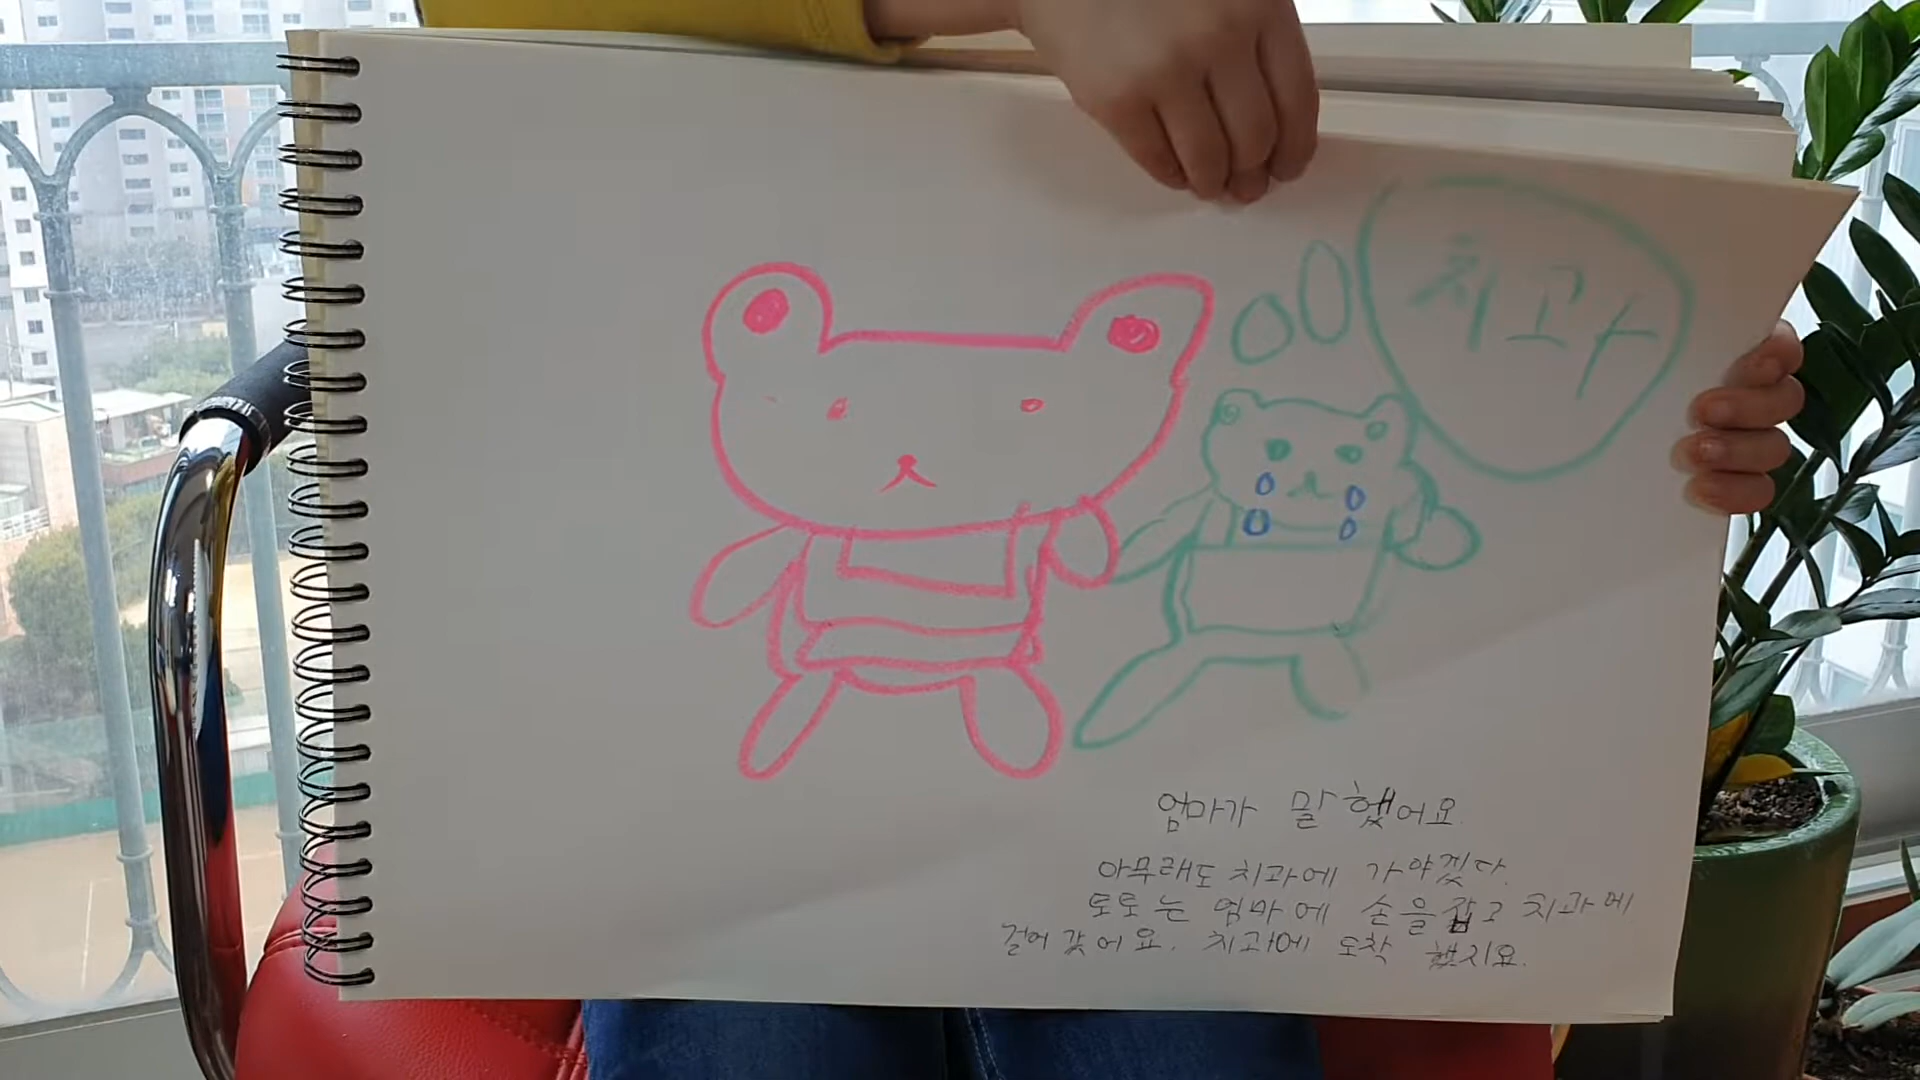 치과
엄마가 말했어요
아무래도 치과에 가야겠다.
토토는 엄마에 손을 잡고 치과에
걸어갔어요. 치과에 도착 했지요.